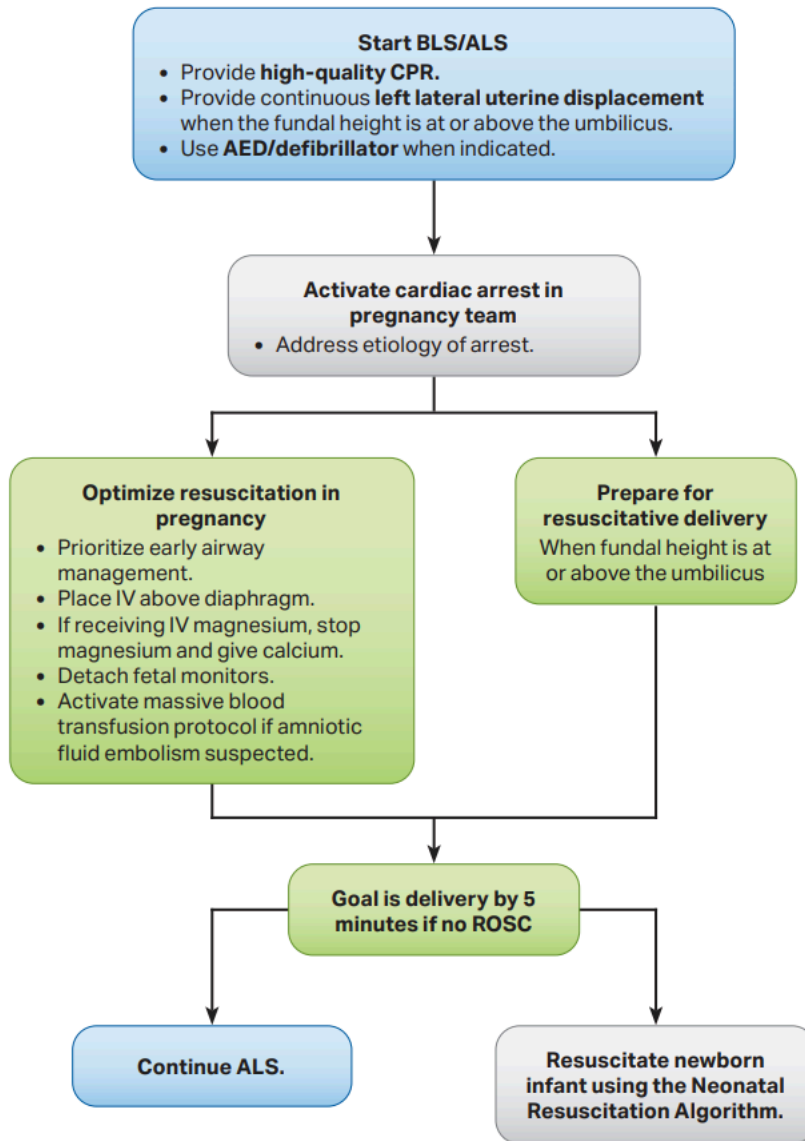 Start BLS/ALS
• Provide high-quality CPR.
• Provide continuous left lateral uterine displacement
when the fundal height is at or above the umbilicus.
• Use AED/defibrillator when indicated.
Activate cardiac arrest in
pregnancy team
• Address etiology of arrest.
Optimize resuscitation in
pregnancy
• Prioritize early airway
management.
• Place IV above diaphragm.
• If receiving IV magnesium, stop
magnesium and give calcium.
• Detach fetal monitors.
• Activate massive blood
transfusion protocol if amniotic
fluid embolism suspected.
Prepare for
resuscitative delivery
When fundal height is at
or above the umbilicus
Goal is delivery by 5
minutes if no ROSC
Continue ALS.
Resuscitate newborn
infant using the Neonatal
Resuscitation Algorithm.